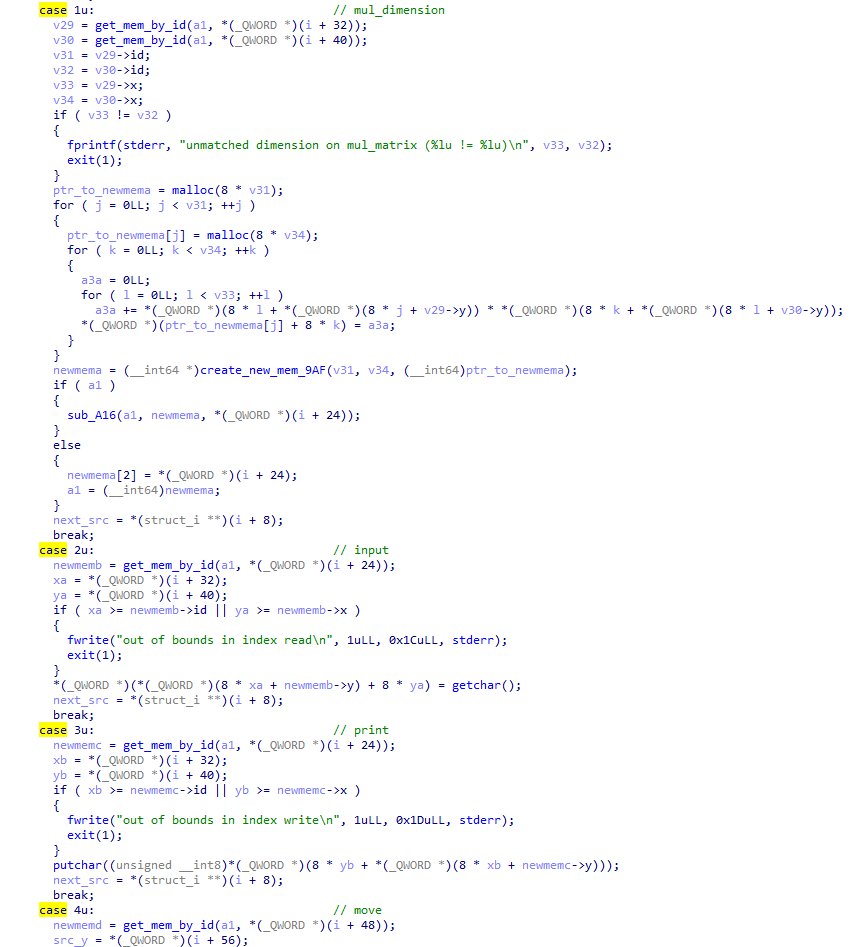 case 1u: // mul_dimension
v29 = get_mem_by_id(a1, *(_QWORD *)(i + 32));
v30 = get_mem_by_id(a1, *(_QWORD *)(i + 40));
v31 = v29->id;
v32 = v30->id;
v33 = v29->x;
v34 = v30->x;
if ( v33 != v32 )
{
fprintf(stderr, "unmatched dimension on mul_matrix (%lu != %lu)\n", v33, v32);
exit(1);
}
ptr_to_newmema = malloc(8 * v31);
for ( j = 0LL; j < v31; ++j )
{
ptr_to_newmema[j] = malloc(8 * v34);
for ( k = 0LL; k < v34; ++k )
{
a3a = 0LL;
for ( l = 0LL; l < v33; ++l )
a3a += *(_QWORD *)(8 * l + *(_QWORD *)(8 * j + v29->y)) * *(_QWORD *)(8 * k + *(_QWORD *)(8 * l + v30->y));
*(_QWORD *)(ptr_to_newmema[j] + 8 * k) = a3a;
}
}
newmema = (__int64 *)create_new_mem_9AF(v31, v34, (__int64)ptr_to_newmema);
if ( a1 )
{
sub_A16(a1, newmema, *(_QWORD *)(i + 24));
}
else
{
newmema[2] = *(_QWORD *)(i + 24);
a1 = (__int64)newmema;
}
next_src = *(struct_i **)(i + 8);
break;
case 2u: // input
newmemb = get_mem_by_id(a1, *(_QWORD *)(i + 24));
xa = *(_QWORD *)(i + 32);
ya = *(_QWORD *)(i + 40);
if ( xa >= newmemb->id || ya >= newmemb->x )
{
fwrite("out of bounds in index read\n", 1uLL, 0x1CuLL, stderr);
exit(1);
}
*(_QWORD *)(*(_QWORD *)(8 * xa + newmemb->y) + 8 * ya) = getchar();
next_src = *(struct_i **)(i + 8);
break;
case 3u: // print
newmemc = get_mem_by_id(a1, *(_QWORD *)(i + 24));
xb = *(_QWORD *)(i + 32);
yb = *(_QWORD *)(i + 40);
if ( xb >= newmemc->id || yb >= newmemc->x )
{
fwrite("out of bounds in index write\n", 1uLL, 0x1DuLL, stderr);
exit(1);
}
putchar((unsigned __int8)*(_QWORD *)(8 * yb + *(_QWORD *)(8 * xb + newmemc->y)));
next_src = *(struct_i **)(i + 8);
break;
case 4u: // move
newmemd = get_mem_by_id(a1, *(_QWORD *)(i + 48));
src_y = *(_QWORD *)(i + 56);